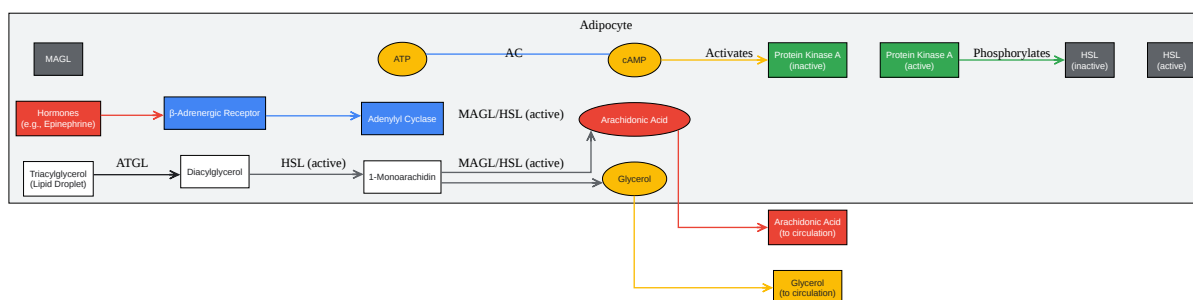 Adipocyte
MAGL
ATP
AC
cAMP
Activates
Protein Kinase A
(inactive)
Protein Kinase A
(active)
Phosphorylates
HSL
(inactive)
HSL
(active)
Hormones
(e.g., Epinephrine)
β-Adrenergic Receptor
Adenylyl Cyclase
MAGL/HSL (active)
Arachidonic Acid
Triacylglycerol
(Lipid Droplet)
ATGL
Diacylglycerol
HSL (active)
1-Monoarachidin
MAGL/HSL (active)
Glycerol
Arachidonic Acid
(to circulation)
Glycerol
(to circulation)